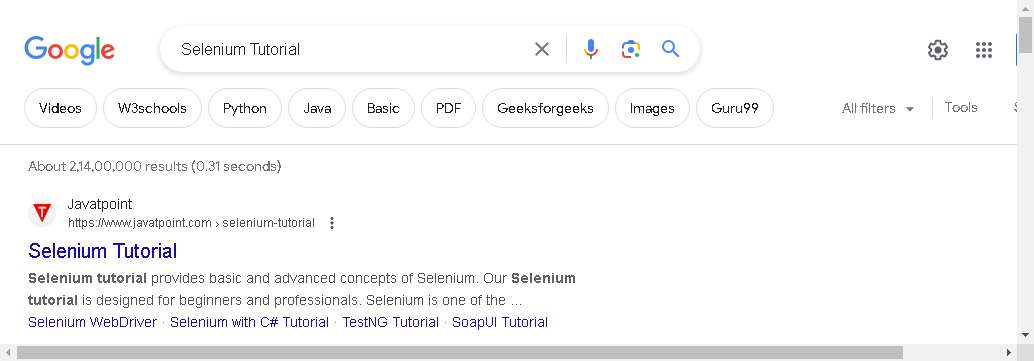 Google
Selenium Tutorial
Videos W3schools Python Java Basic PDF Geeksforgeeks Images Guru99 All filters Tools
About 2,14,00,000 results (0.31 seconds)
Javatpoint
https://www.javatpoint.com › selenium-tutorial
Selenium Tutorial
Selenium tutorial provides basic and advanced concepts of Selenium. Our Selenium
tutorial is designed for beginners and professionals. Selenium is one of the ...
Selenium WebDriver · Selenium with C# Tutorial · TestNG Tutorial · SoapUI Tutorial